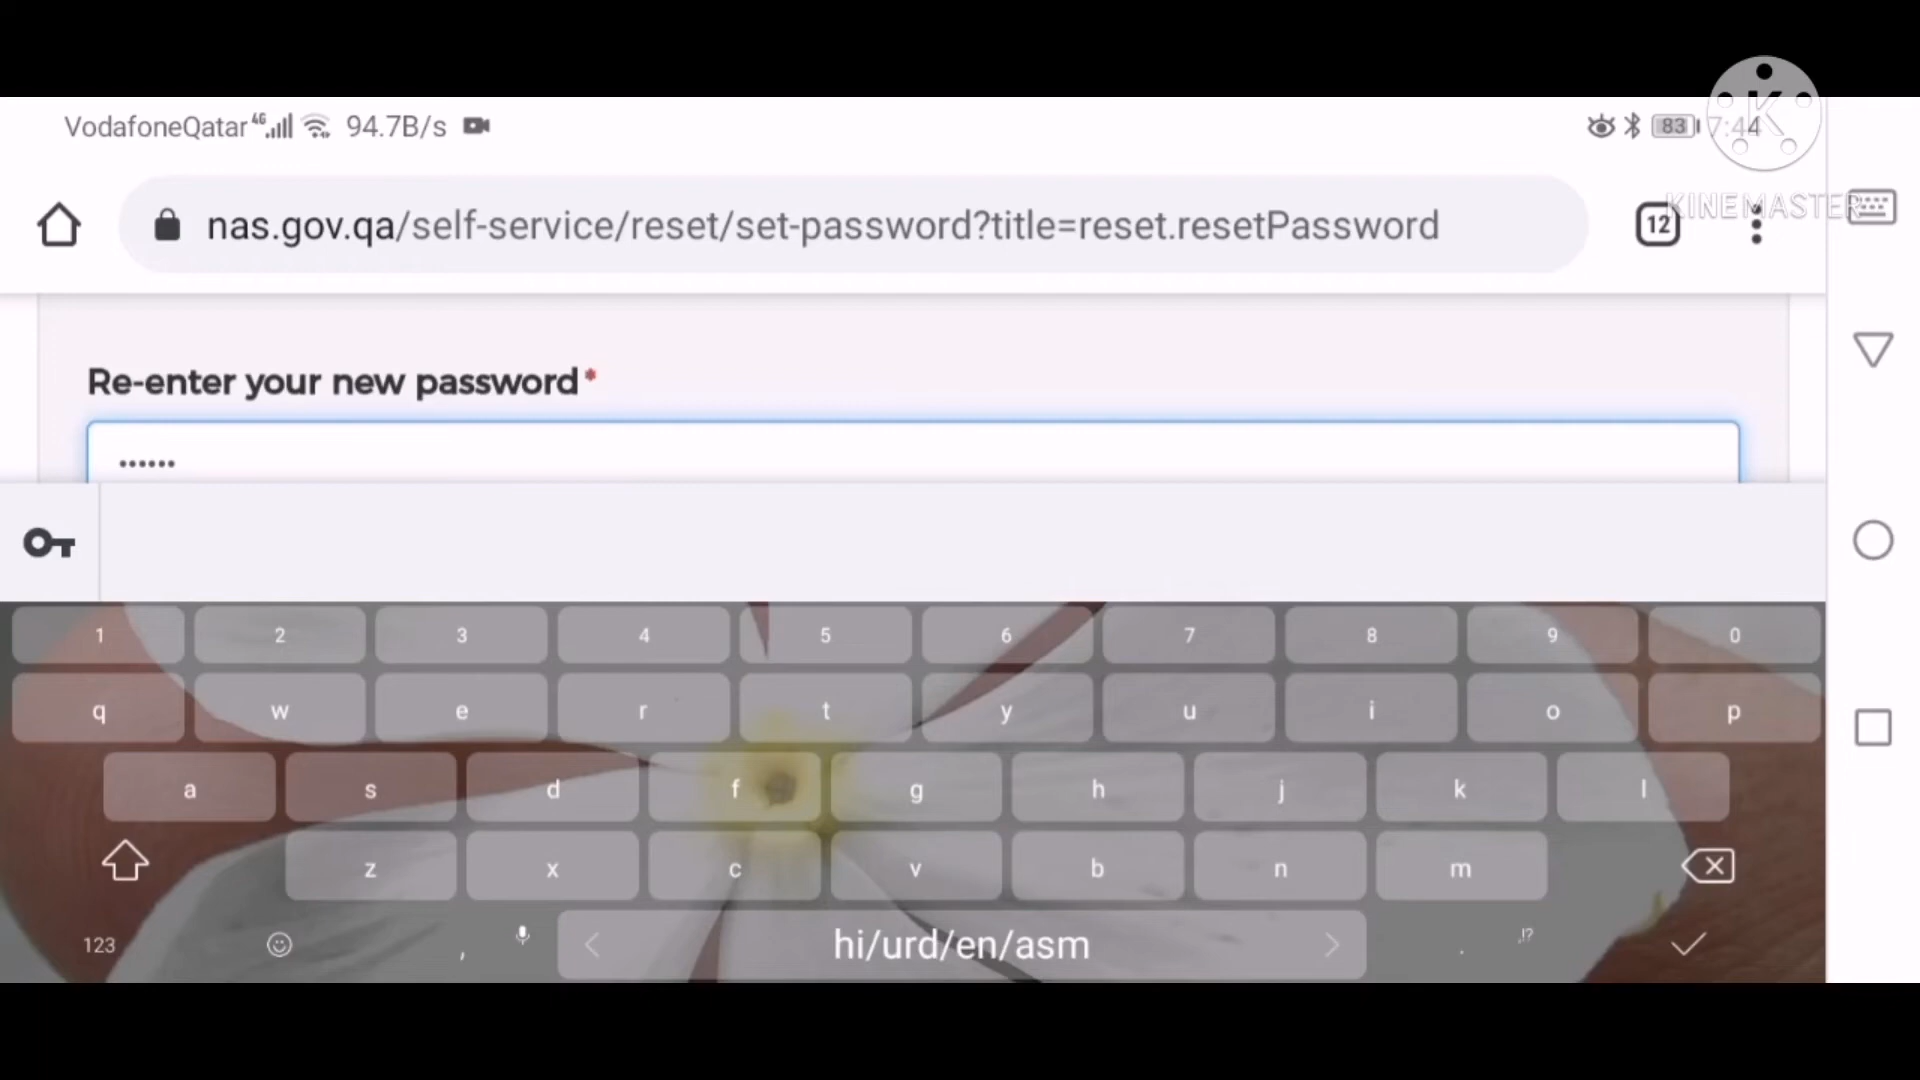 VodafoneQatar 4G 94.7B/s 83 7:44
K
KINEMASTER
nas.gov.qa/self-service/reset/set-password?title=reset.resetPassword 12
Re-enter your new password*
••••••
1 2 3 4 5 6 7 8 9 0
q w e r t y u i o p
a s d f g h j k l
z x c v b n m
123 , hi/urd/en/asm . ,!?